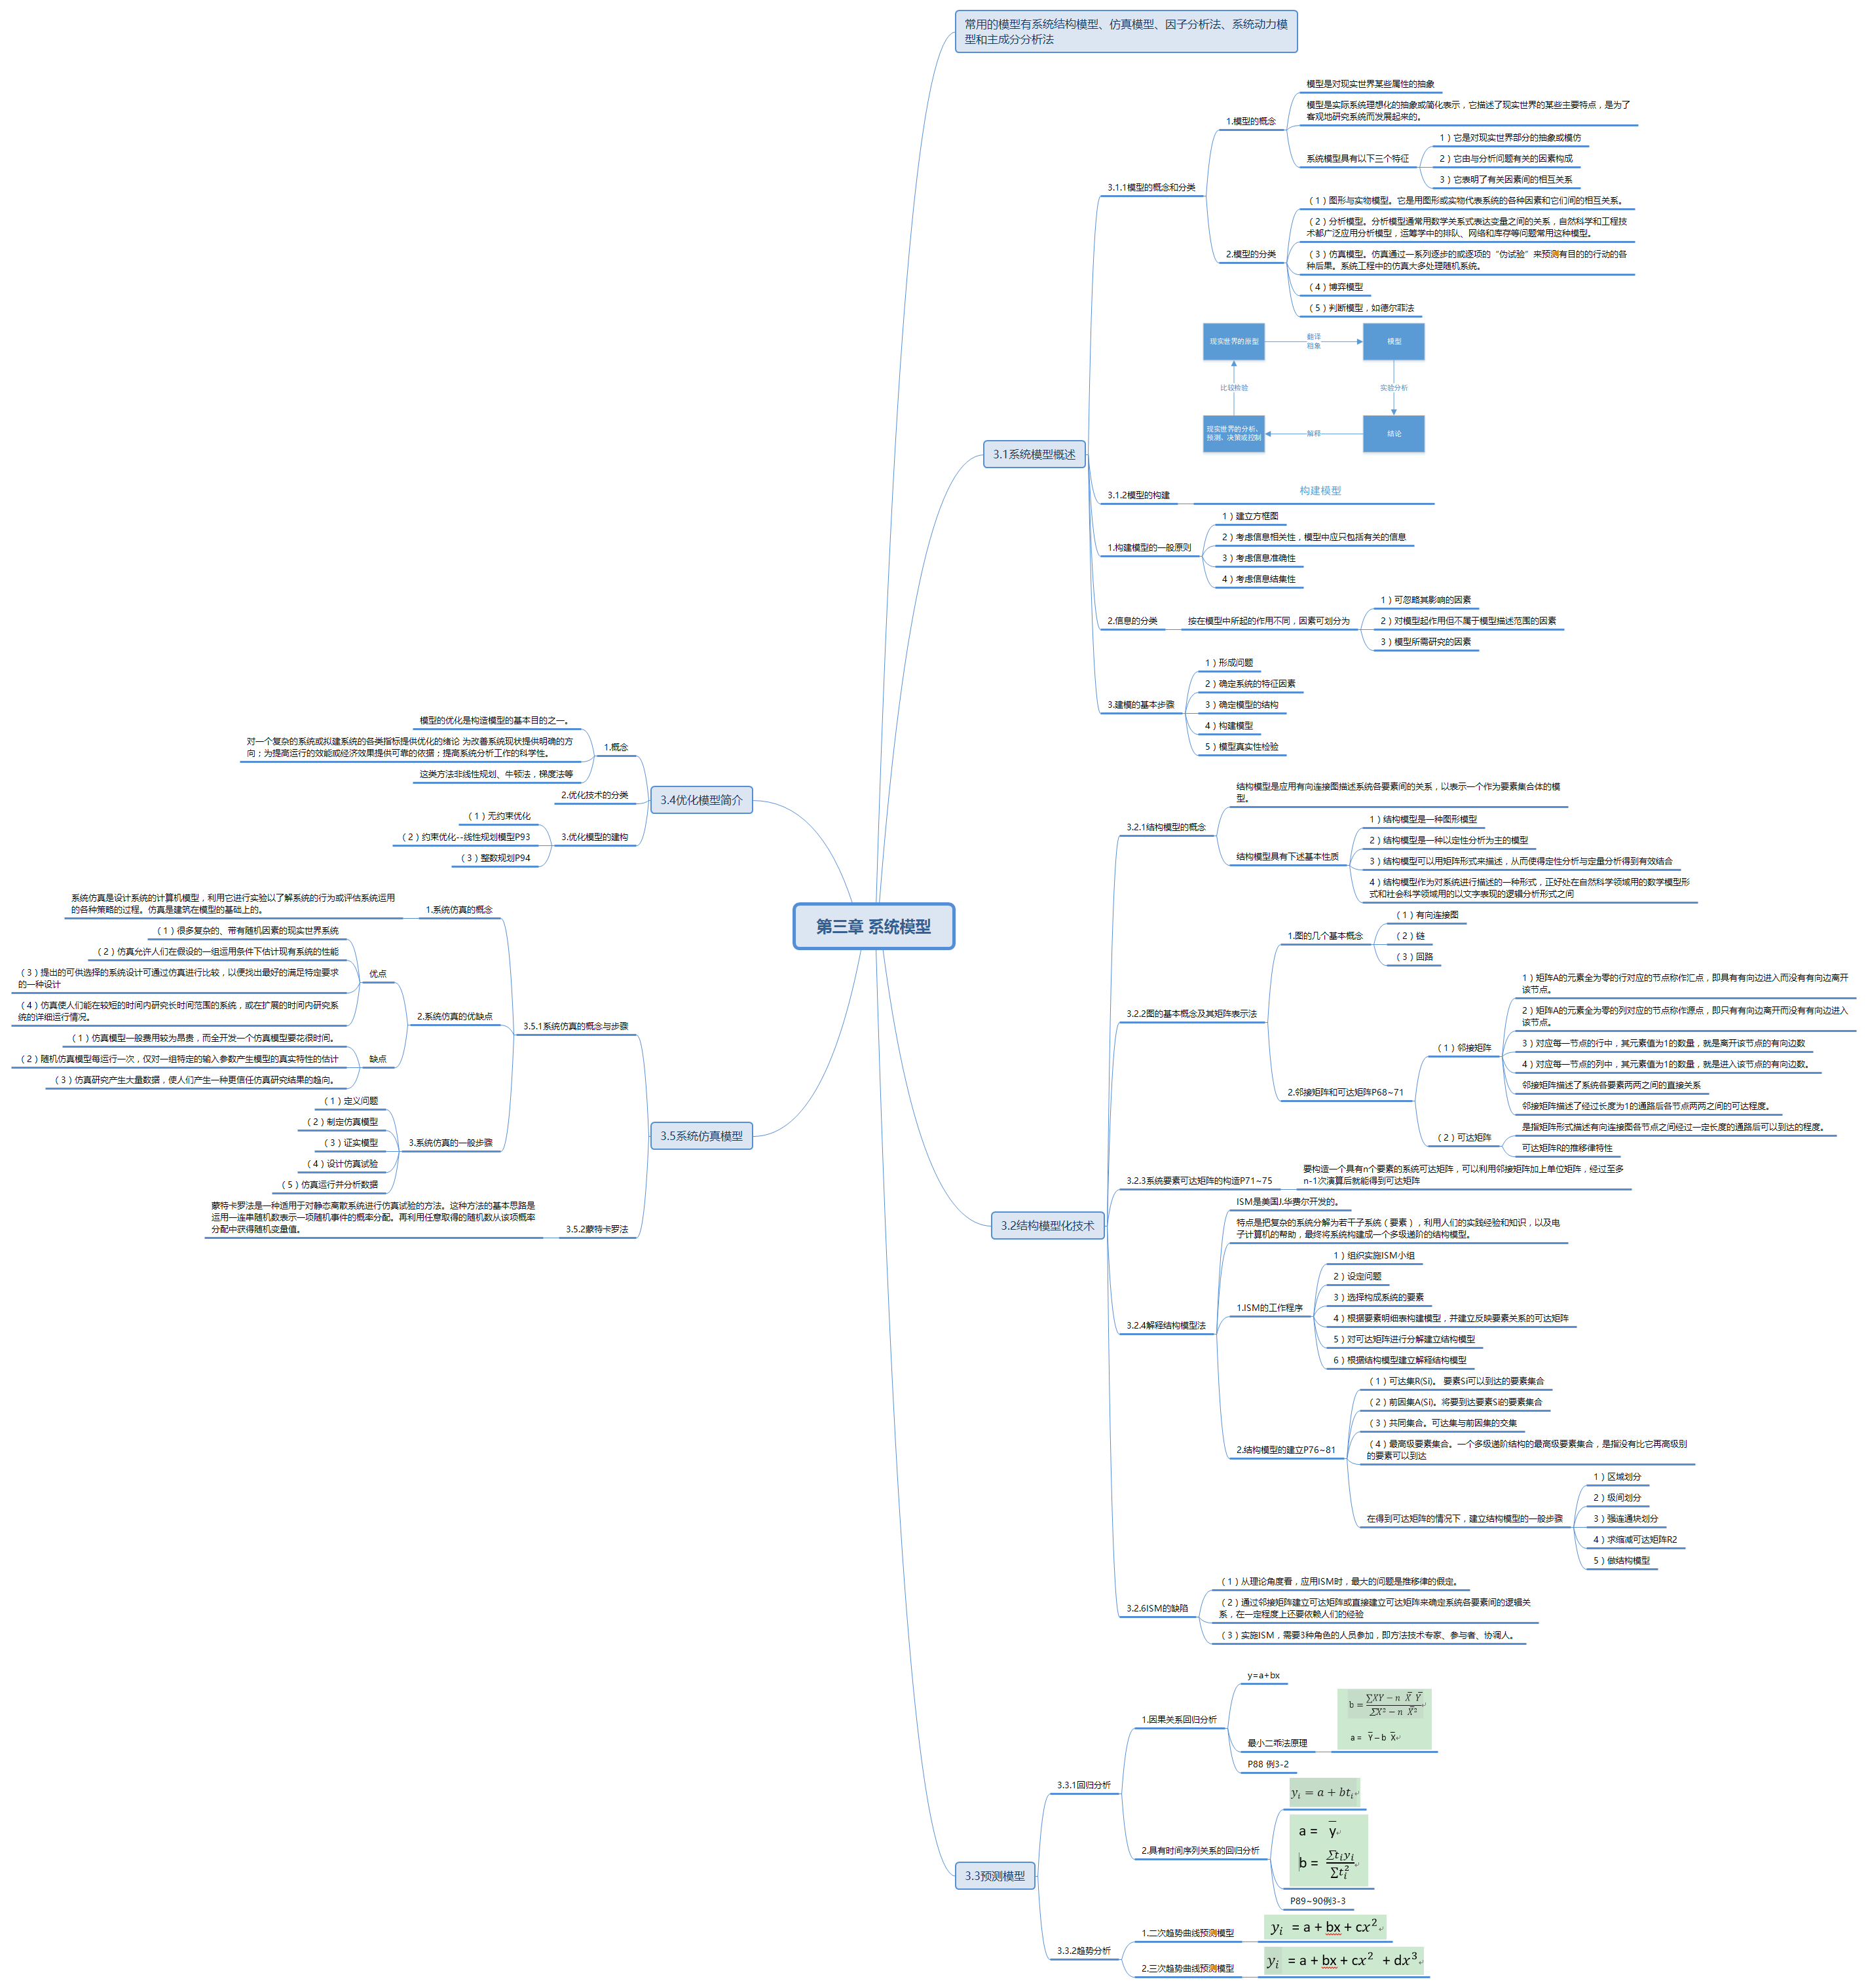 第三章 系统模型
常用的模型有系统结构模型、仿真模型、因子分析法、系统动力模
型和主成分分析法
3.1系统模型概述
3.1.1模型的概念和分类
1.模型的概念
模型是对现实世界某些属性的抽象
模型是实际系统理想化的抽象或简化表示，它描述了现实世界的某些主要特点，是为了
客观地研究系统而发展起来的。
系统模型具有以下三个特征
1）它是对现实世界部分的抽象或模仿
2）它由与分析问题有关的因素构成
3）它表明了有关因素间的相互关系
2.模型的分类
（1）图形与实物模型。它是用图形或实物代表系统的各种因素和它们间的相互关系。
（2）分析模型。分析模型通常用数学关系式表达变量之间的关系，自然科学和工程技
术都广泛应用分析模型，运筹学中的排队、网络和库存等问题常用这种模型。
（3）仿真模型。仿真通过一系列逐步的或逐项的“伪试验”来预测有目的的行动的各
种后果。系统工程中的仿真大多处理随机系统。
（4）博弈模型
（5）判断模型，如德尔菲法
现实世界的原型
翻译
抽象
模型
比较检验
实验分析
现实世界的分析，
预测，决策或控制
解释
结论
3.1.2模型的构建
构建模型
1.构建模型的一般原则
1）建立方框图
2）考虑信息相关性，模型中应只包括有关的信息
3）考虑信息准确性
4）考虑信息结集性
2.信息的分类
按在模型中所起的作用不同，因素可划分为
1）可忽略其影响的因素
2）对模型起作用但不属于模型描述范围的因素
3）模型所需研究的因素
3.建模的基本步骤
1）形成问题
2）确定系统的特征因素
3）确定模型的结构
4）构建模型
5）模型真实性检验
3.2结构模型化技术
3.2.1结构模型的概念
结构模型是应用有向连接图描述系统各要素间的关系，以表示一个作为要素集合体的模
型。
结构模型具有下述基本性质
1）结构模型是一种图形模型
2）结构模型是一种以定性分析为主的模型
3）结构模型可以用矩阵形式来描述，从而使得定性分析与定量分析得到有效结合
4）结构模型作为对系统进行描述的一种形式，正好处在自然科学领域用的数学模型形
式和社会科学领域用的以文字表现的逻辑分析形式之间
3.2.2图的基本概念及其矩阵表示法
1.图的几个基本概念
（1）有向连接图
（2）链
（3）回路
2.邻接矩阵和可达矩阵P68~71
（1）邻接矩阵
1）矩阵A的元素全为零的行对应的节点称作汇点，即具有有向边进入而没有有向边离开
该节点。
2）矩阵A的元素全为零的列对应的节点称作源点，即只有有向边离开而没有有向边进入
该节点。
3）对应每一节点的行中，其元素值为1的数量，就是离开该节点的有向边数
4）对应每一节点的列中，其元素值为1的数量，就是进入该节点的有向边数。
邻接矩阵描述了系统各要素两两之间的直接关系
邻接矩阵描述了经过长度为1的通路后各节点两两之间的可达程度。
（2）可达矩阵
是指矩阵形式描述有向连接图各节点之间经过一定长度的通路后可以到达的程度。
可达矩阵R的推移律特性
3.2.3系统要素可达矩阵的构造P71~75
要构造一个具有n个要素的系统可达矩阵，可以利用邻接矩阵加上单位矩阵，经过至多
n-1次演算后就能得到可达矩阵
3.2.4解释结构模型法
ISM是美国J.华费尔开发的。
特点是把复杂的系统分解为若干子系统（要素），利用人们的实践经验和知识，以及电
子计算机的帮助，最终将系统构建成一个多级递阶的结构模型。
1.ISM的工作程序
1）组织实施ISM小组
2）设定问题
3）选择构成系统的要素
4）根据要素明细表构建模型，并建立反映要素关系的可达矩阵
5）对可达矩阵进行分解建立结构模型
6）根据结构模型建立解释结构模型
2.结构模型的建立P76~81
（1）可达集R(Si)。 要素Si可以到达的要素集合
（2）前因集A(Si)。将要到达要素Si的要素集合
（3）共同集合。可达集与前因集的交集
（4）最高级要素集合。一个多级递阶结构的最高级要素集合，是指没有比它再高级别
的要素可以到达
在得到可达矩阵的情况下，建立结构模型的一般步骤
1）区域划分
2）级间划分
3）强连通块划分
4）求缩减可达矩阵R2
5）做结构模型
3.2.6ISM的缺陷
（1）从理论角度看，应用ISM时，最大的问题是推移律的假定。
（2）通过邻接矩阵建立可达矩阵或直接建立可达矩阵来确定系统各要素间的逻辑关
系，在一定程度上还要依赖人们的经验
（3）实施ISM，需要3种角色的人员参加，即方法技术专家、参与者、协调人。
3.3预测模型
3.3.1回归分析
1.因果关系回归分析
y=a+bx
最小二乘法原理
b = (∑XY − n X̄ Ȳ) / (∑X² − n X̄²)
a = Ȳ − b X̄
P88 例3-2
2.具有时间序列关系的回归分析
yᵢ = a + btᵢ
a = ȳ
b = ∑tᵢyᵢ / ∑tᵢ²
P89~90例3-3
3.3.2趋势分析
1.二次趋势曲线预测模型
yᵢ = a + bx + cx²
2.三次趋势曲线预测模型
yᵢ = a + bx + cx² + dx³
3.4优化模型简介
1.概念
模型的优化是构造模型的基本目的之一。
对一个复杂的系统或拟建系统的各类指标提供优化的绪论 为改善系统现状提供明确的方
向；为提高运行的效能或经济效果提供可靠的依据；提高系统分析工作的科学性。
这类方法非线性规划、牛顿法，梯度法等
2.优化技术的分类
3.优化模型的建构
（1）无约束优化
（2）约束优化--线性规划模型P93
（3）整数规划P94
3.5系统仿真模型
3.5.1系统仿真的概念与步骤
1.系统仿真的概念
系统仿真是设计系统的计算机模型，利用它进行实验以了解系统的行为或评估系统运用
的各种策略的过程。仿真是建筑在模型的基础上的。
2.系统仿真的优缺点
优点
（1）很多复杂的、带有随机因素的现实世界系统
（2）仿真允许人们在假设的一组运用条件下估计现有系统的性能
（3）提出的可供选择的系统设计可通过仿真进行比较，以便找出最好的满足特定要求
的一种设计
（4）仿真使人们能在较短的时间内研究长时间范围的系统，或在扩展的时间内研究系
统的详细运行情况。
缺点
（1）仿真模型一般费用较为昂贵，而全开发一个仿真模型要花很时间。
（2）随机仿真模型每运行一次，仅对一组特定的输入参数产生模型的真实特性的估计
（3）仿真研究产生大量数据，使人们产生一种更信任仿真研究结果的趋向。
3.系统仿真的一般步骤
（1）定义问题
（2）制定仿真模型
（3）证实模型
（4）设计仿真试验
（5）仿真运行并分析数据
3.5.2蒙特卡罗法
蒙特卡罗法是一种适用于对静态离散系统进行仿真试验的方法。这种方法的基本思路是
运用一连串随机数表示一项随机事件的概率分配。再利用任意取得的随机数从该项概率
分配中获得随机变量值。